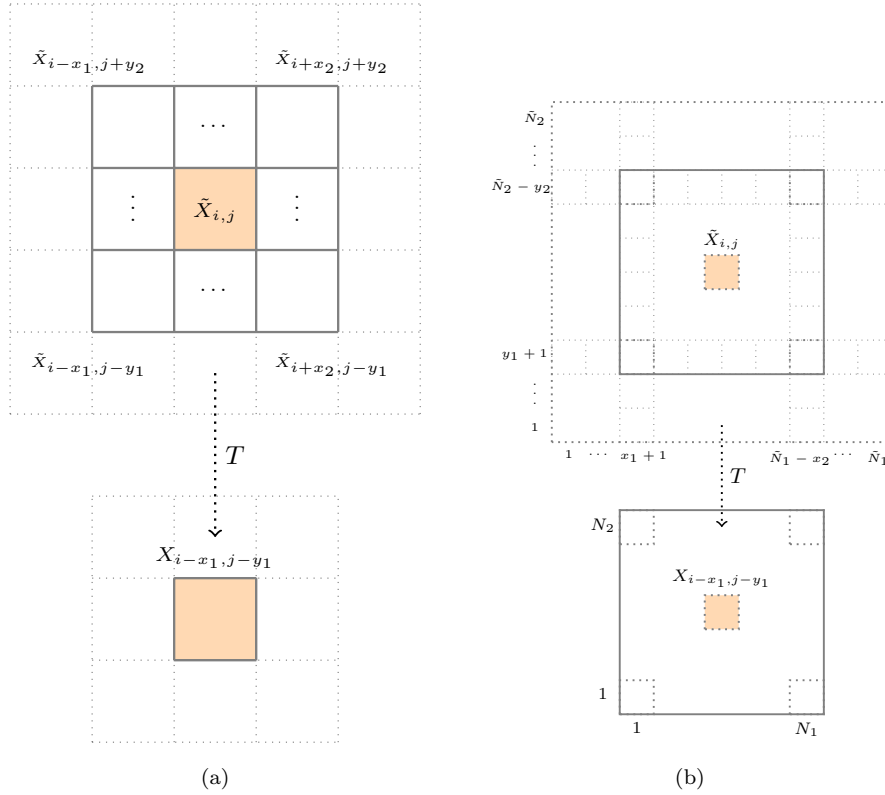 X̃_{i−x_1,j+y_2} X̃_{i+x_2,j+y_2}
⋯
⋮ X̃_{i,j} ⋮
⋯
X̃_{i−x_1,j−y_1} X̃_{i+x_2,j−y_1}
T
X_{i−x_1,j−y_1}
(a)
Ñ_2
⋮
Ñ_2 − y_2
X̃_{i,j}
y_1 + 1
⋮
1
1 ⋯ x_1 + 1 Ñ_1 − x_2 ⋯ Ñ_1
T
N_2
X_{i−x_1,j−y_1}
1
1 N_1
(b)